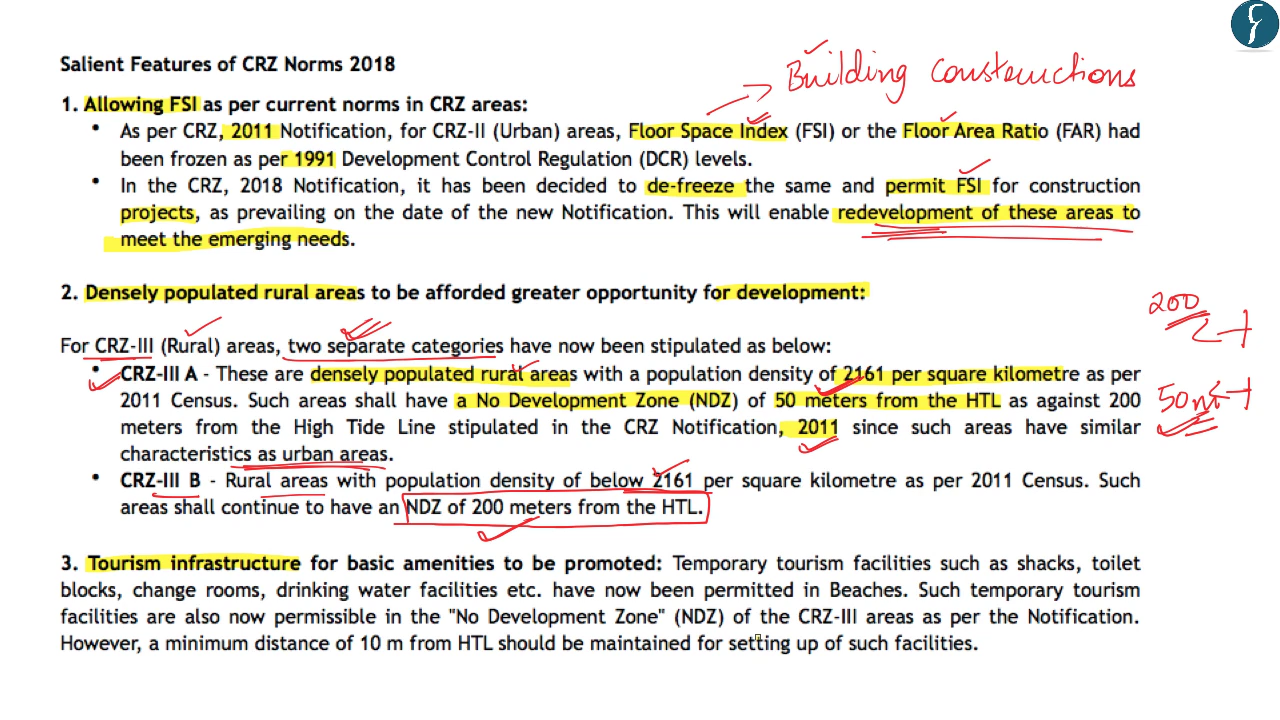 Salient Features of CRZ Norms 2018
Building constructions
1. Allowing FSI as per current norms in CRZ areas:
• As per CRZ, 2011 Notification, for CRZ-II (Urban) areas, Floor Space Index (FSI) or the Floor Area Ratio (FAR) had
been frozen as per 1991 Development Control Regulation (DCR) levels.
• In the CRZ, 2018 Notification, it has been decided to de-freeze the same and permit FSI for construction
projects, as prevailing on the date of the new Notification. This will enable redevelopment of these areas to
meet the emerging needs.
2. Densely populated rural areas to be afforded greater opportunity for development:
200
For CRZ-III (Rural) areas, two separate categories have now been stipulated as below:
• CRZ-III A - These are densely populated rural areas with a population density of 2161 per square kilometre as per
2011 Census. Such areas shall have a No Development Zone (NDZ) of 50 meters from the HTL as against 200
50mt
meters from the High Tide Line stipulated in the CRZ Notification, 2011 since such areas have similar
characteristics as urban areas.
• CRZ-III B - Rural areas with population density of below 2161 per square kilometre as per 2011 Census. Such
areas shall continue to have an NDZ of 200 meters from the HTL.
3. Tourism infrastructure for basic amenities to be promoted: Temporary tourism facilities such as shacks, toilet
blocks, change rooms, drinking water facilities etc. have now been permitted in Beaches. Such temporary tourism
facilities are also now permissible in the "No Development Zone" (NDZ) of the CRZ-III areas as per the Notification.
However, a minimum distance of 10 m from HTL should be maintained for setting up of such facilities.